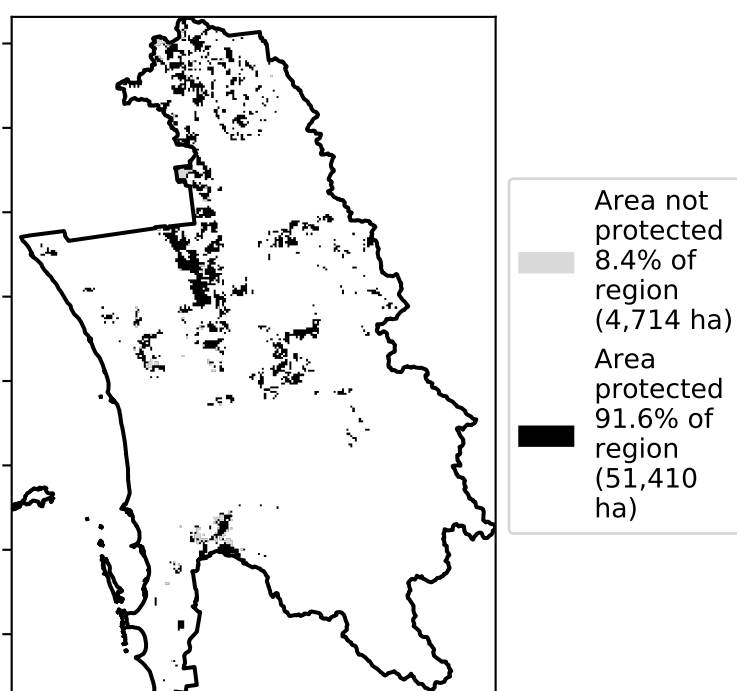 Area not
protected
8.4% of
region
(4,714 ha)
Area
protected
91.6% of
region
(51,410
ha)